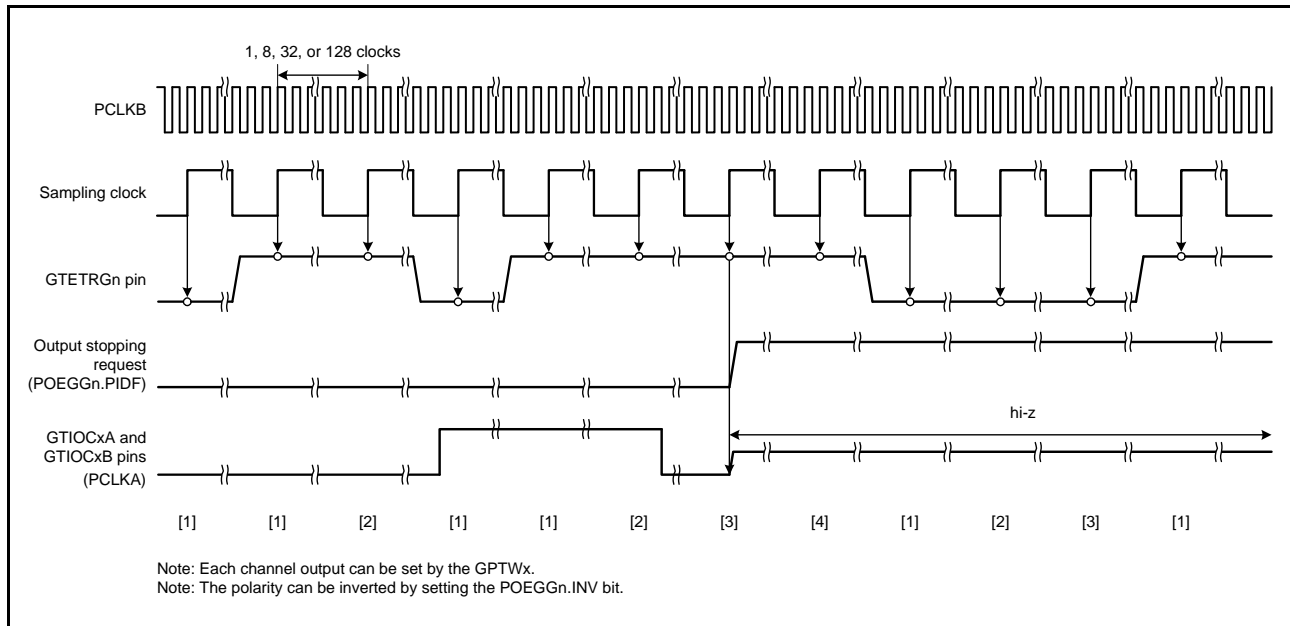 1, 8, 32, or 128 clocks
PCLKB
Sampling clock
GTETRGn pin
Output stopping
request
(POEGGn.PIDF)
hi-z
GTIOCxA and
GTIOCxB pins
(PCLKA)
[1] [1] [2] [1] [1] [2] [3] [4] [1] [2] [3] [1]
Note: Each channel output can be set by the GPTWx.
Note: The polarity can be inverted by setting the POEGGn.INV bit.